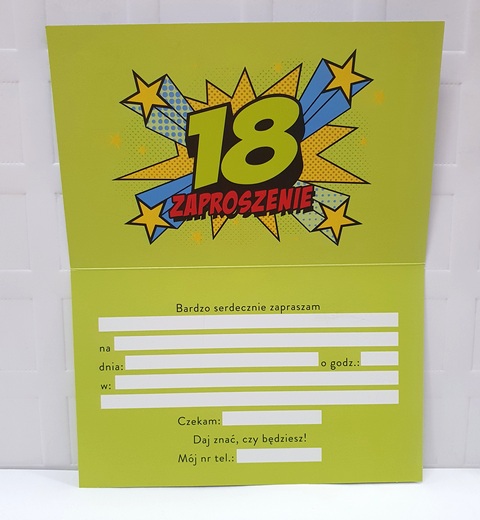 18
ZAPROSZENIE
Bardzo serdecznie zapraszam
na
dnia: o godz.:
w:
Czekam:
Daj znać, czy będziesz!
Mój nr tel.: